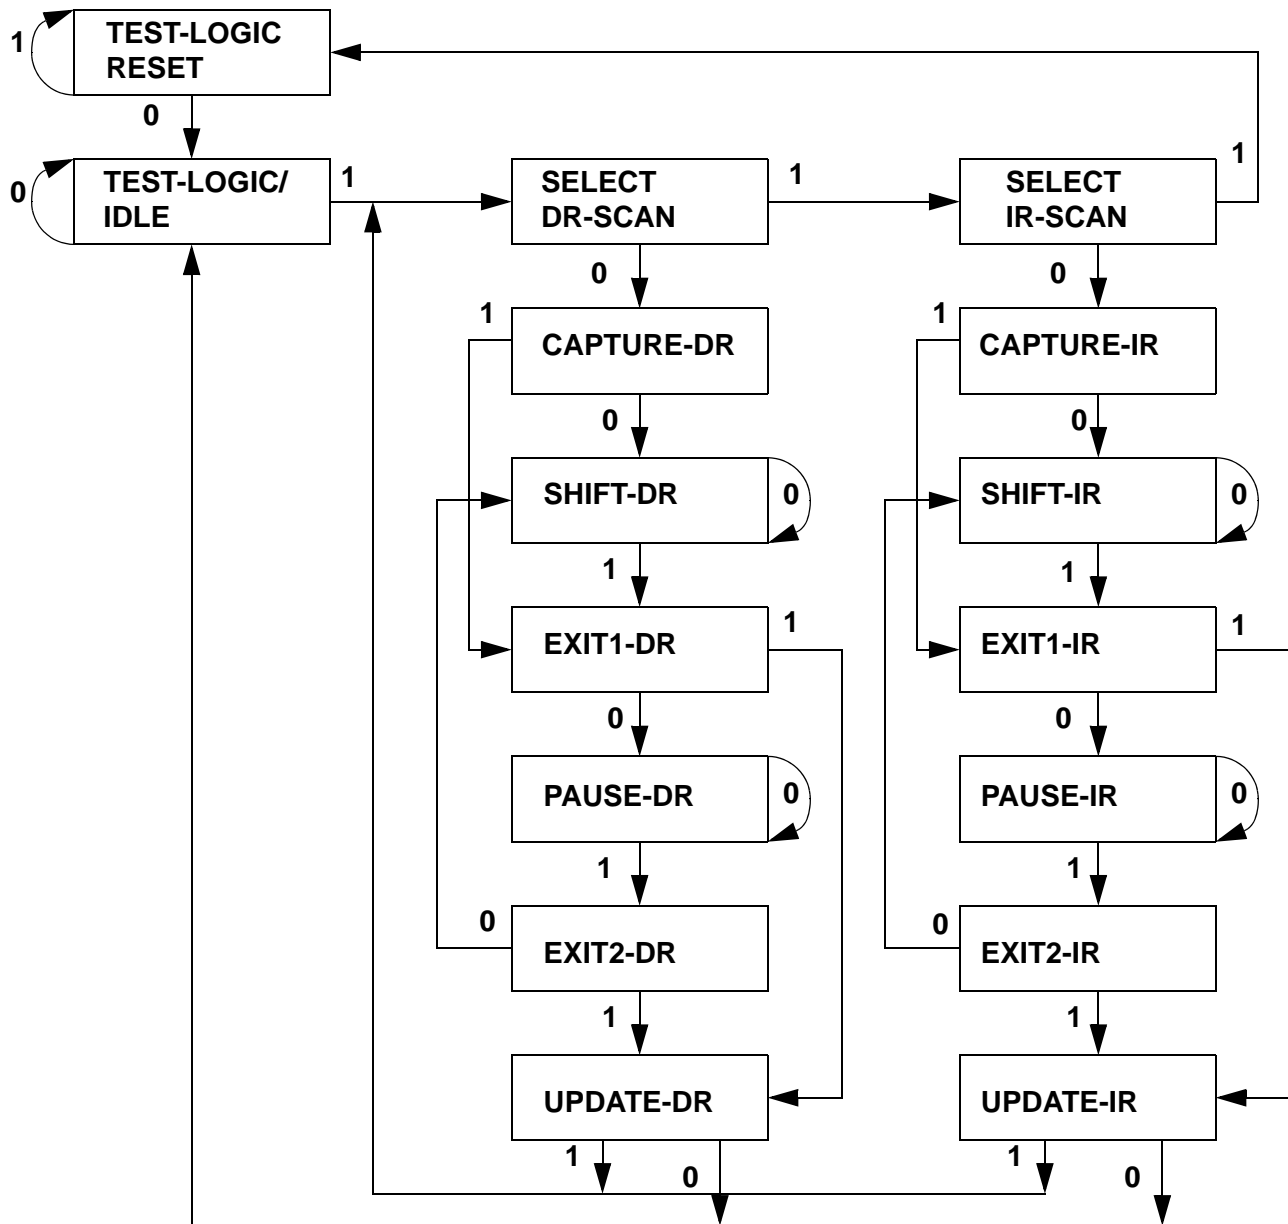 TEST-LOGIC
RESET
1
0
TEST-LOGIC/
IDLE
0
1
SELECT
DR-SCAN
1
SELECT
IR-SCAN
1
0
0
1
CAPTURE-DR
1
CAPTURE-IR
0
0
SHIFT-DR
0
SHIFT-IR
0
1
1
EXIT1-DR
1
EXIT1-IR
1
0
0
PAUSE-DR
0
PAUSE-IR
0
1
1
0
EXIT2-DR
0
EXIT2-IR
1
1
UPDATE-DR
UPDATE-IR
1
0
1
0